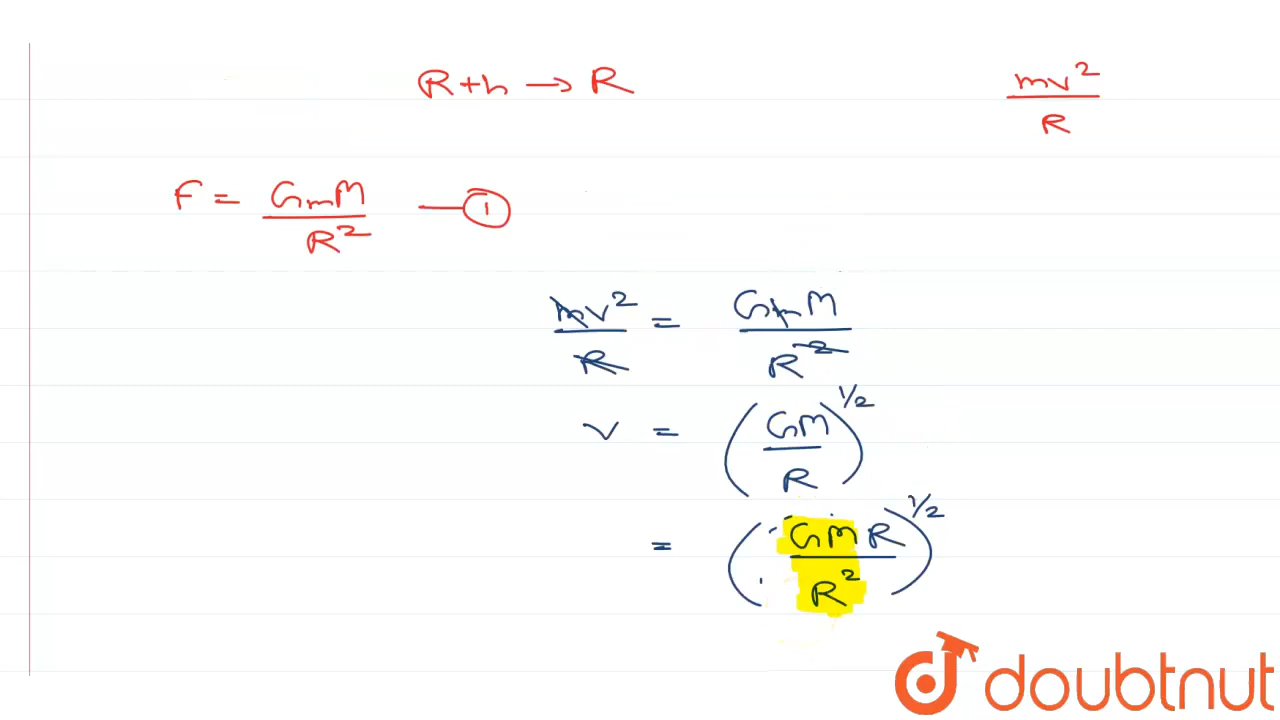 R+h → R
mv²/R
F = GmM/R² —①
mv²/R = GmM/R²
v = (GM/R)^1/2
= (GMR/R²)^1/2
doubtnut